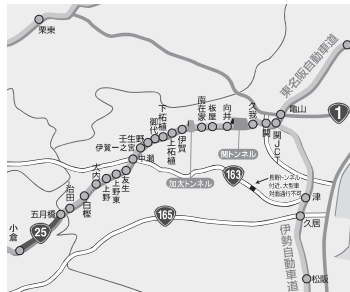 栗東
東名阪自動車道
1
亀山
関JCT
関
久我
向井
板屋
南在家
伊賀
上柘植
下柘植
御代
壬生野
伊賀一之宮
中瀬
友生
上野東
上野
大内
白樫
治田
五月橋
小倉
25
加太トンネル
関トンネル
163
長野トンネル
付近、大型車
対面通行不可
165
津
久居
伊勢自動車道
松阪